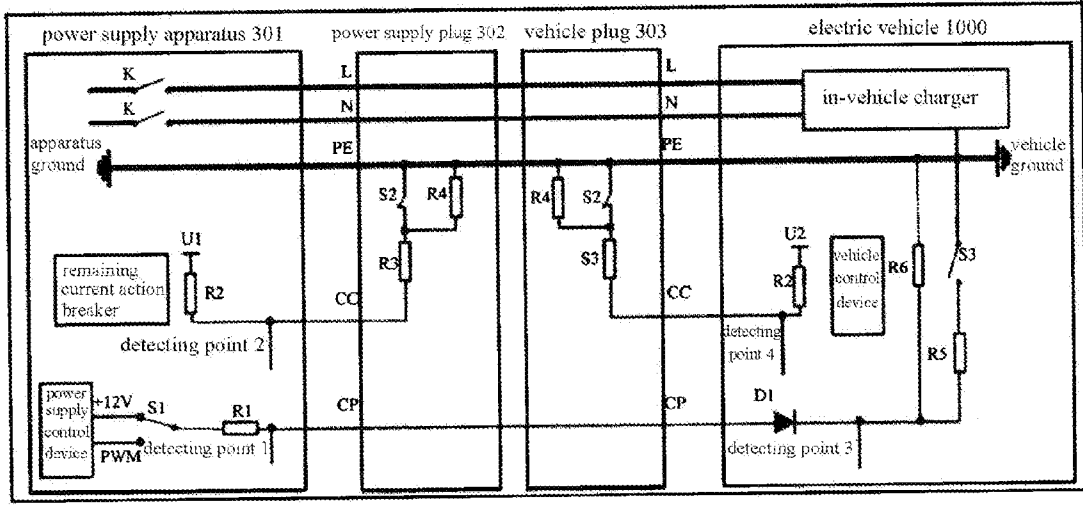 power supply apparatus 301
power supply plug 302
vehicle plug 303
electric vehicle 1000
K
L
L
in-vehicle charger
K
N
N
apparatus
ground
PE
PE
vehicle
ground
S2
R4
R4
S2
U1
U2
R3
S3
remaining
current action
breaker
R2
R2
vehicle
control
device
R6
S3
CC
CC
detecting point 2
detecting
point 4
R5
power
supply
control
device
+12V
S1
R1
CP
CP
D1
PWM
detecting point 1
detecting point 3